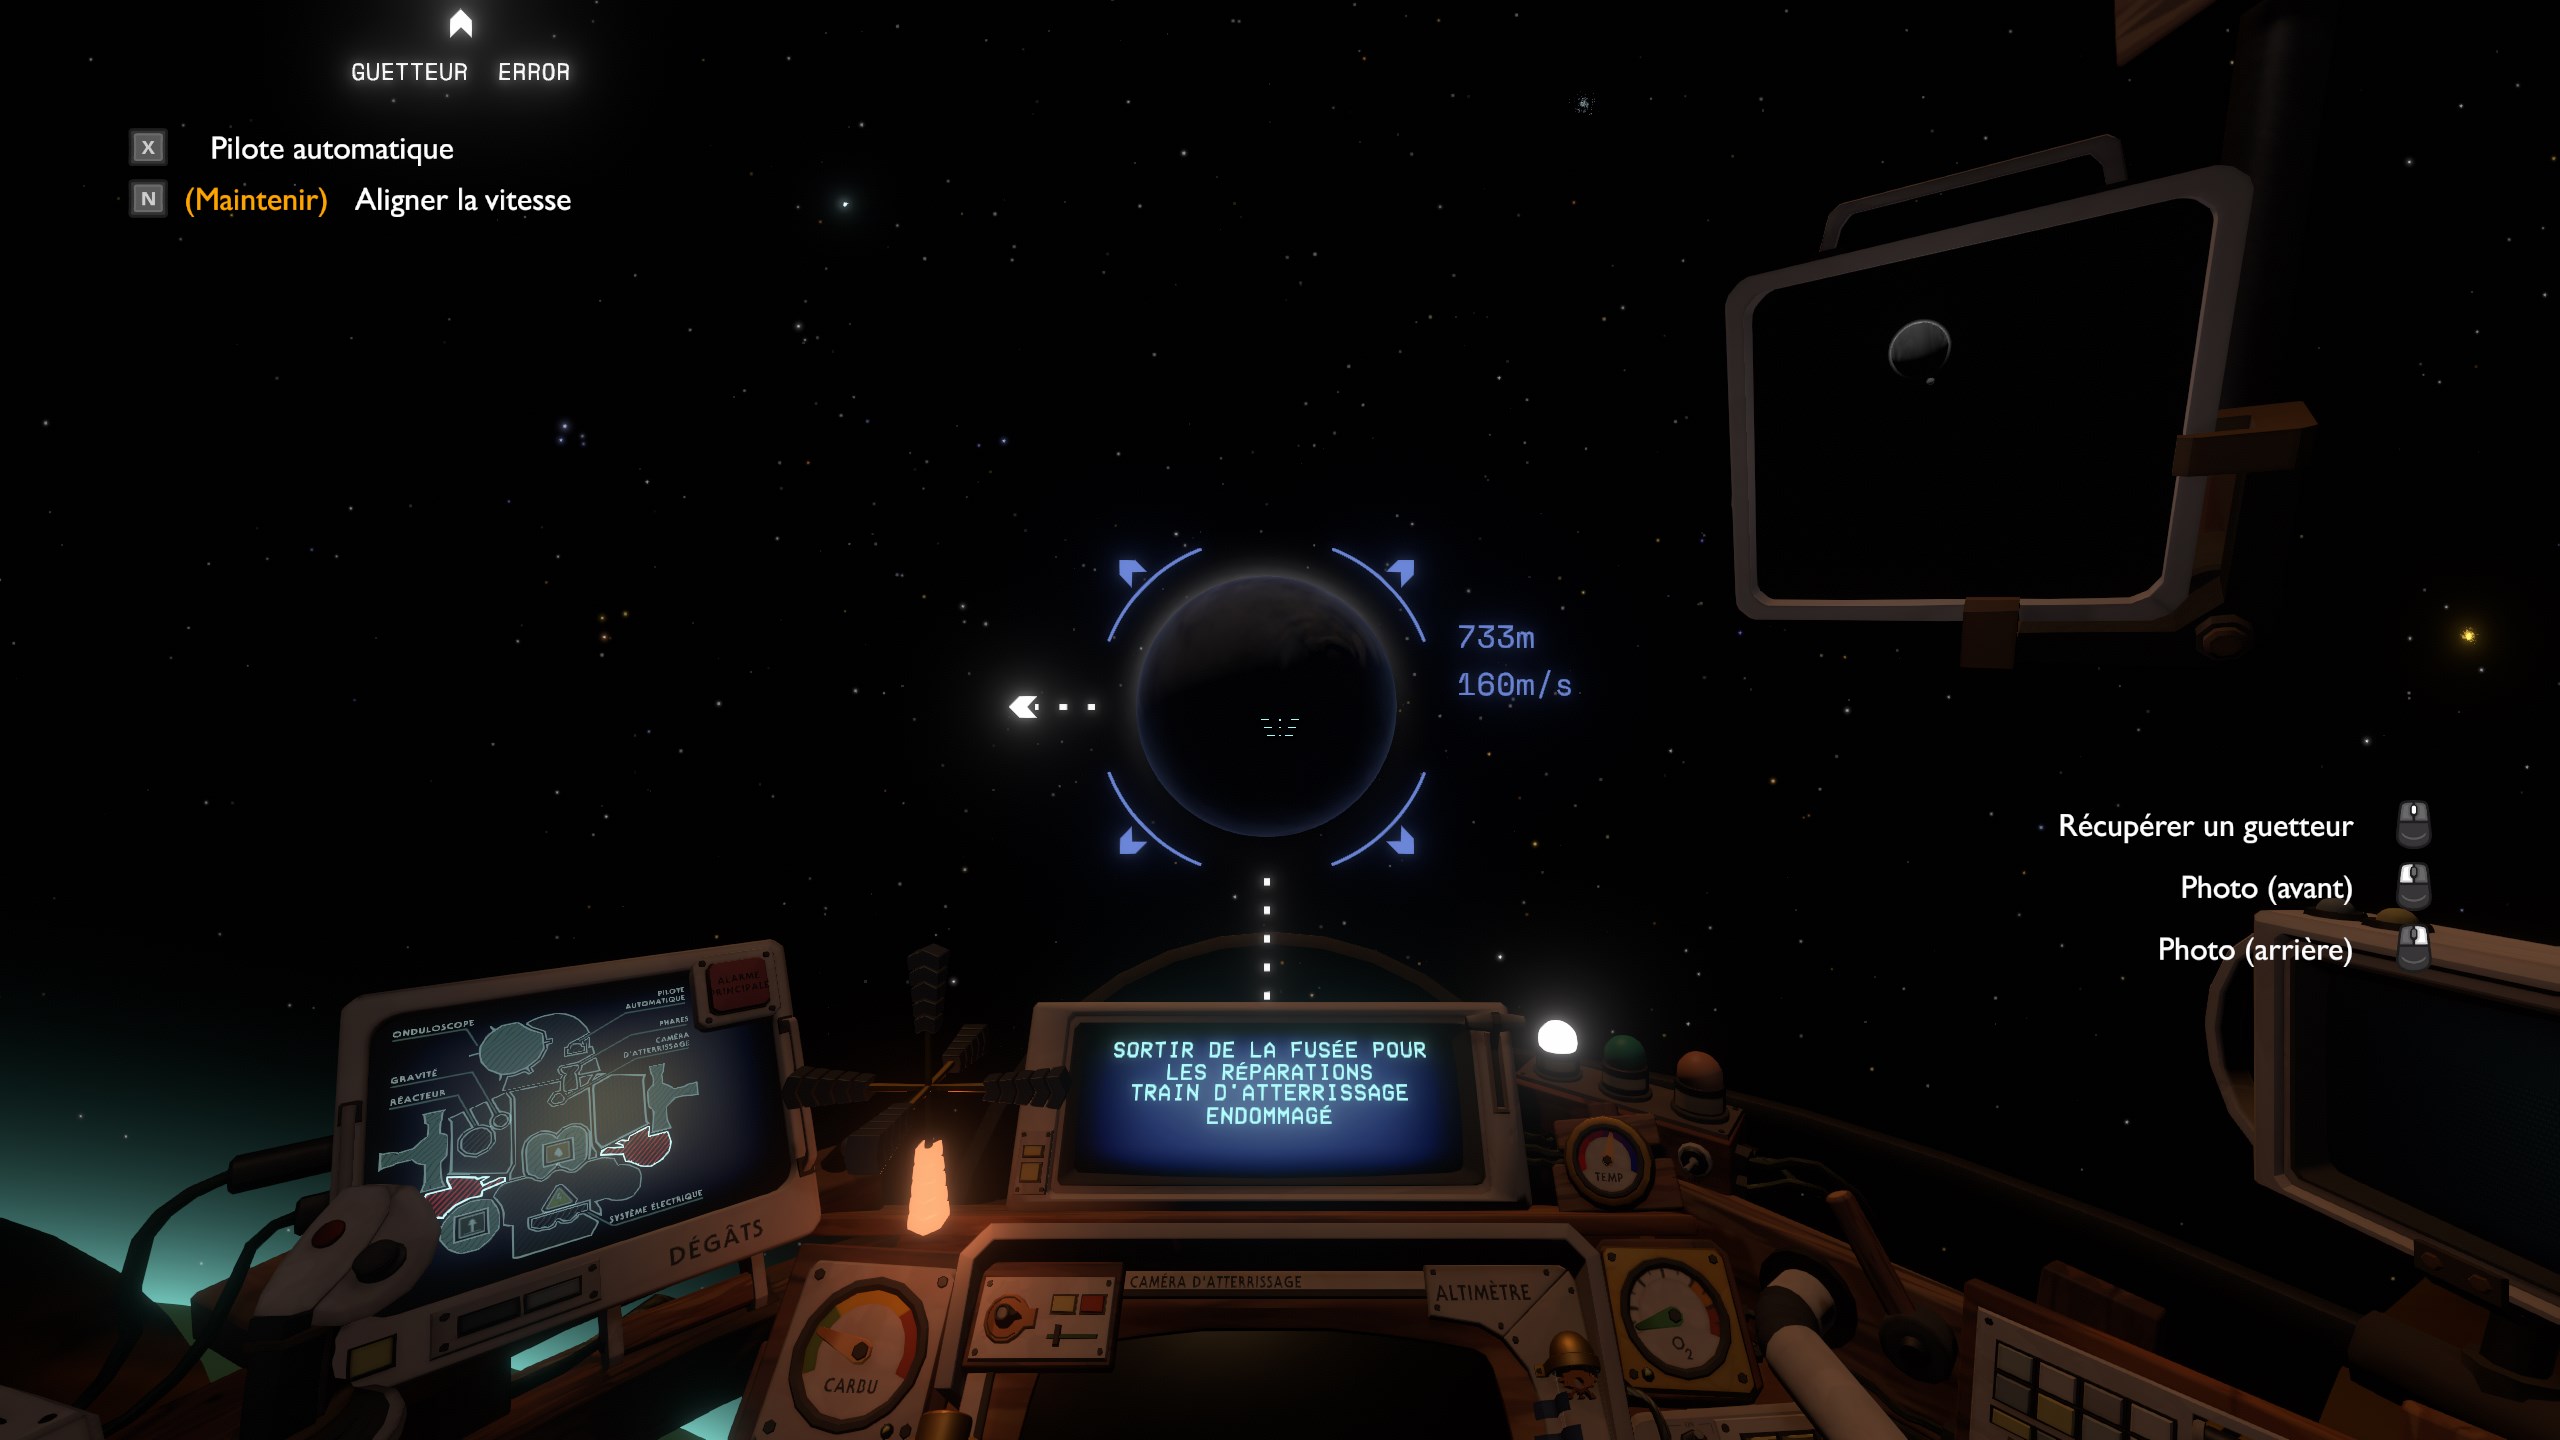 GUETTEUR ERROR
X Pilote automatique
N (Maintenir) Aligner la vitesse
733m
160m/s
Récupérer un guetteur
Photo (avant)
Photo (arrière)
ALARME
PRINCIPALE
PILOTE
AUTOMATIQUE
ONDULOSCOPE
PHARES
CAMÉRA
D'ATTERRISSAGE
GRAVITÉ
RÉACTEUR
SYSTÈME ÉLECTRIQUE
DÉGÂTS
SORTIR DE LA FUSÉE POUR
LES RÉPARATIONS
TRAIN D'ATTERRISSAGE
ENDOMMAGÉ
TEMP
CAMÉRA D'ATTERRISSAGE
ALTIMÈTRE
CARBU
O2